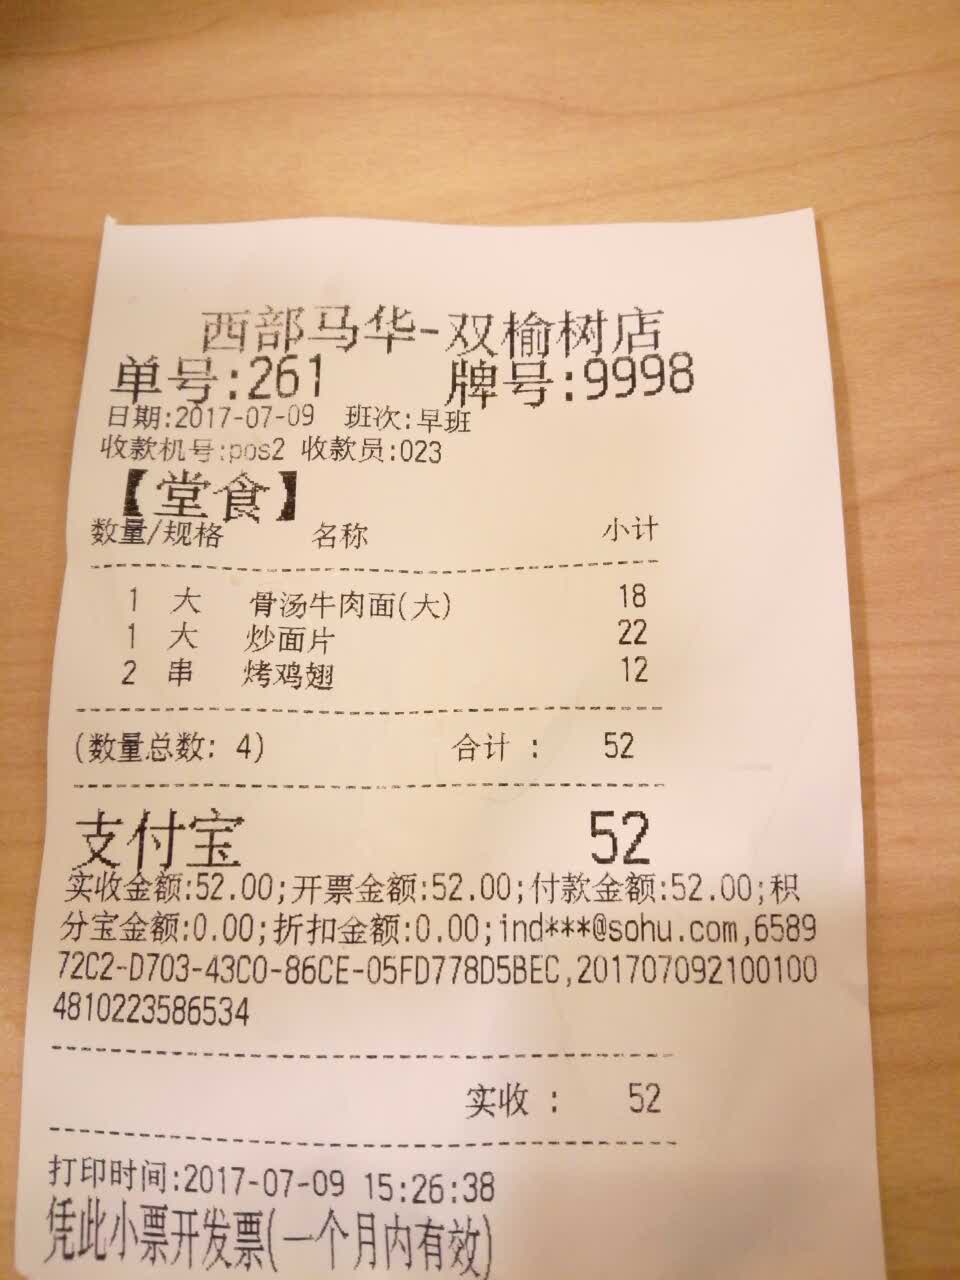 西部马华-双榆树店
单号:261 牌号:9998
日期:2017-07-09 班次:早班
收款机号:pos2 收款员:023
【堂食】
数量/规格 名称 小计
1 大 骨汤牛肉面(大) 18
1 大 炒面片 22
2 串 烤鸡翅 12
(数量总数: 4) 合计 : 52
支付宝 52
实收金额:52.00;开票金额:52.00;付款金额:52.00;积
分宝金额:0.00;折扣金额:0.00;ind***@sohu.com,6589
72C2-D703-43C0-86CE-05FD778D5BEC,201707092100100
4810223586534
实收 : 52
打印时间:2017-07-09 15:26:38
凭此小票开发票(一个月内有效)